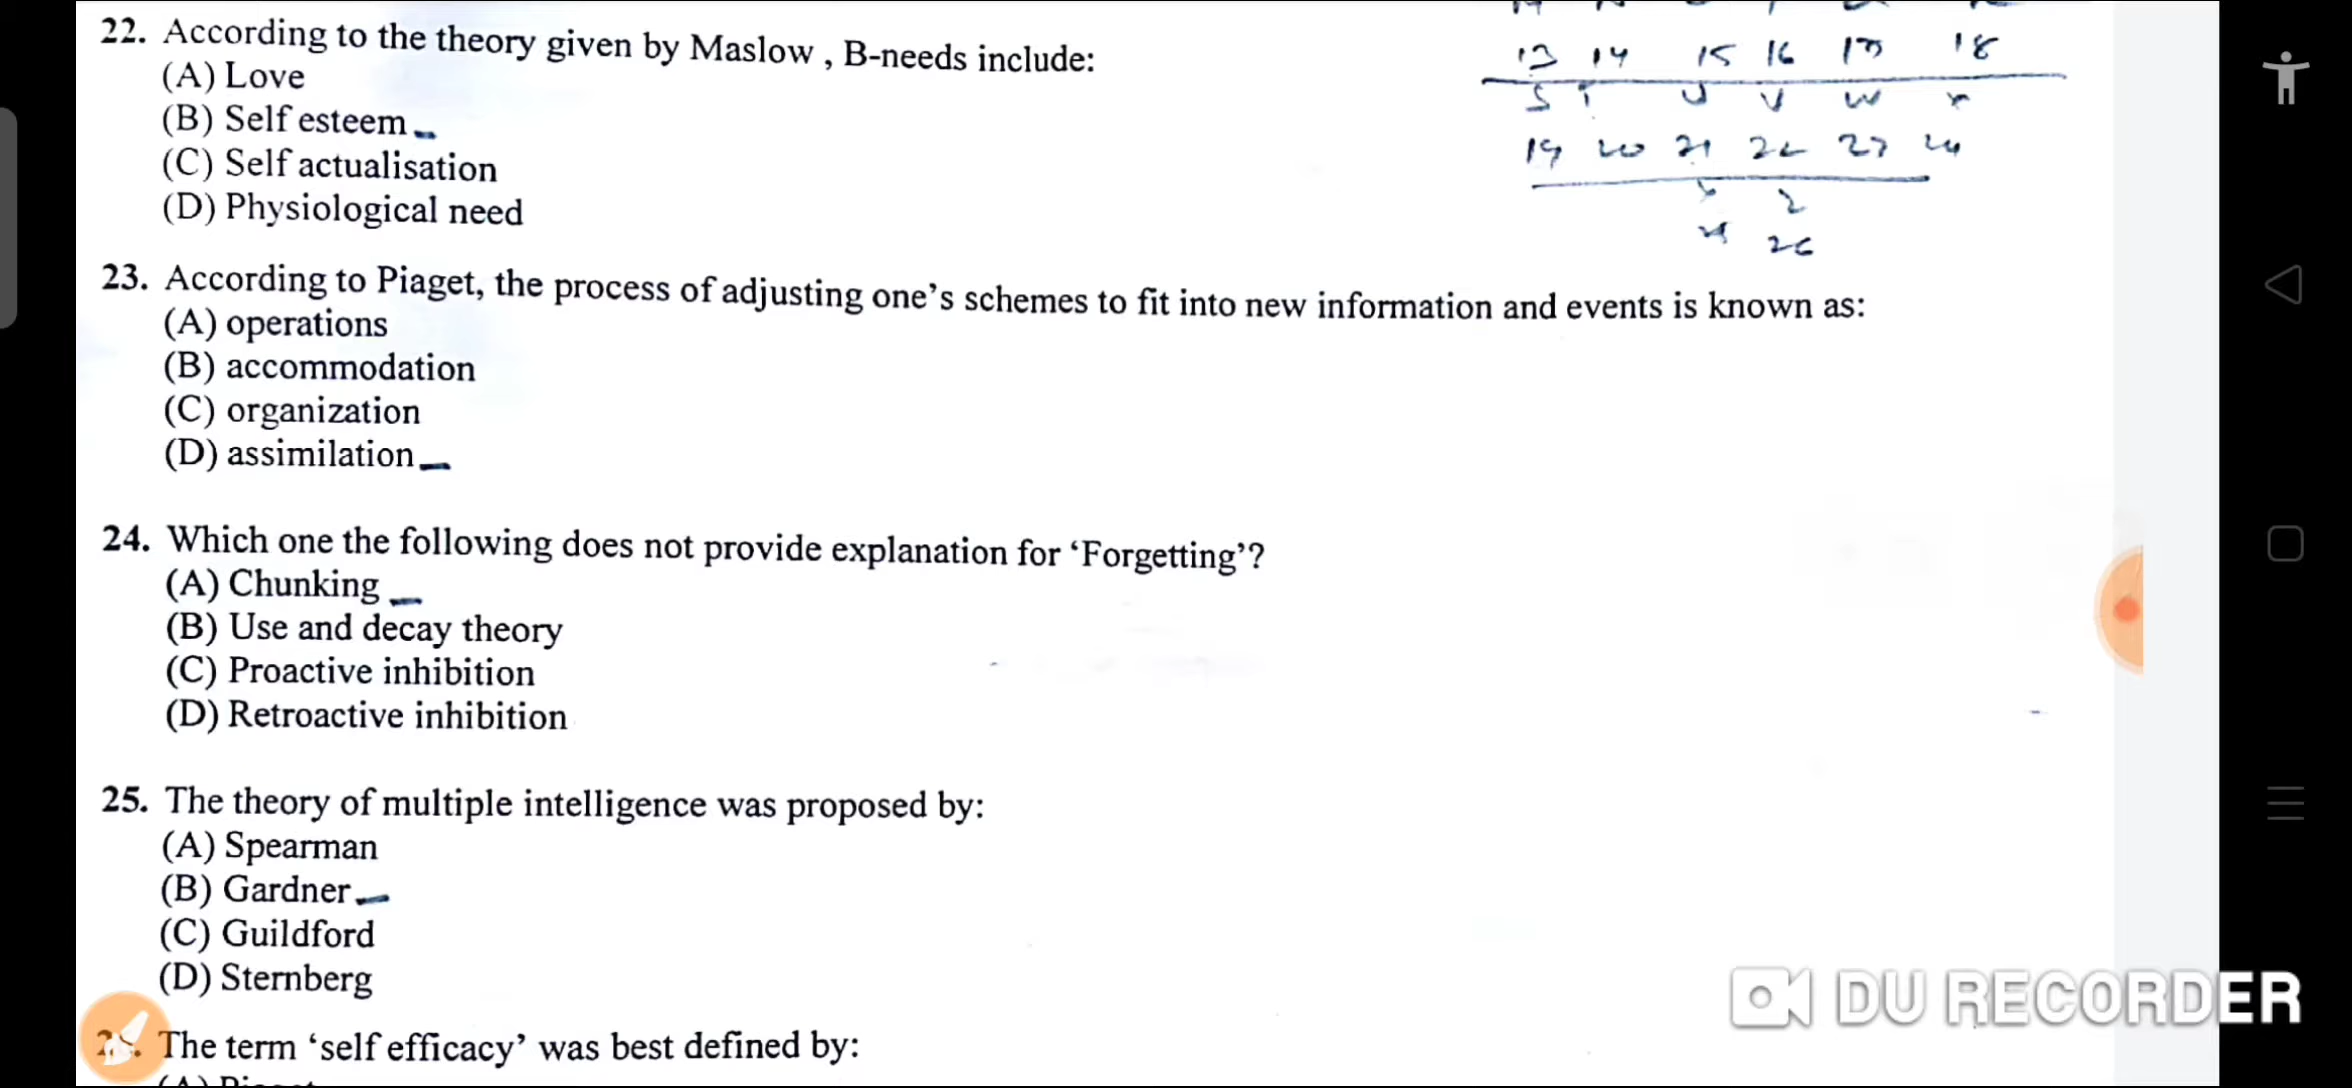 22. According to the theory given by Maslow , B-needs include:
(A) Love
(B) Self esteem
(C) Self actualisation
(D) Physiological need
13 14 15 16 17 18
S T U V W X
19 20 21 22 23 24
26
23. According to Piaget, the process of adjusting one’s schemes to fit into new information and events is known as:
(A) operations
(B) accommodation
(C) organization
(D) assimilation
24. Which one the following does not provide explanation for ‘Forgetting’?
(A) Chunking
(B) Use and decay theory
(C) Proactive inhibition
(D) Retroactive inhibition
25. The theory of multiple intelligence was proposed by:
(A) Spearman
(B) Gardner
(C) Guildford
(D) Sternberg
The term ‘self efficacy’ was best defined by:
DU RECORDER